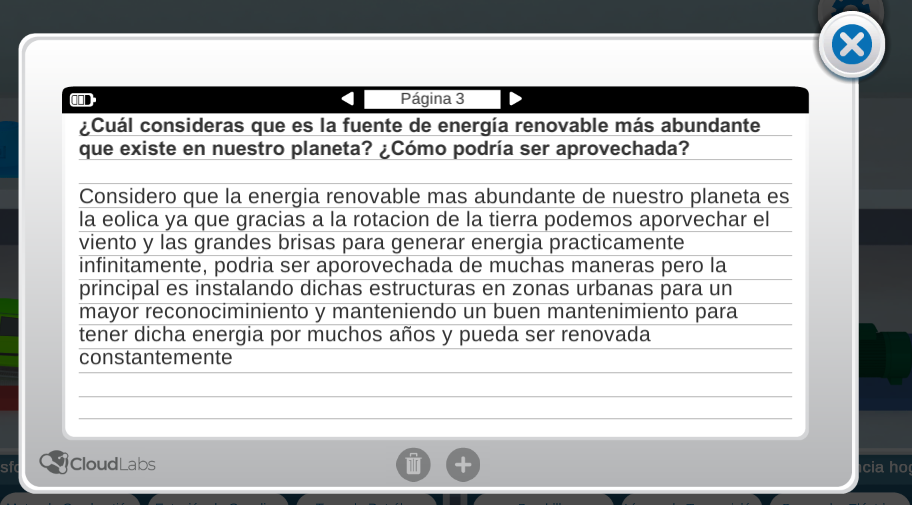 Página 3
¿Cuál consideras que es la fuente de energía renovable más abundante
que existe en nuestro planeta? ¿Cómo podría ser aprovechada?
Considero que la energia renovable mas abundante de nuestro planeta es
la eolica ya que gracias a la rotacion de la tierra podemos aporvechar el
viento y las grandes brisas para generar energia practicamente
infinitamente, podria ser aporovechada de muchas maneras pero la
principal es instalando dichas estructuras en zonas urbanas para un
mayor reconociminiento y manteniendo un buen mantenimiento para
tener dicha energia por muchos años y pueda ser renovada
constantemente
CloudLabs